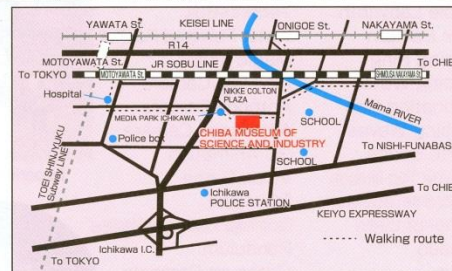 YAWATA St.
KEISEI LINE
ONIGOE St.
NAKAYAMA St.
R14
MOTOYAWATA St.
JR SOBU LINE
To TOKYO
MOTOYAWATA St.
SHIMOUSA NAKAYAMA St.
To CHIB
Hospital
NIKKE COLTON
PLAZA
MEDIA PARK ICHIKAWA
SCHOOL
Mama RIVER
Police box
CHIBA MUSEUM OF
SCIENCE AND INDUSTRY
TOEI SHINJYUKU
Subway LINE
SCHOOL
To NISHI-FUNABAS
Ichikawa
POLICE STATION
To CHI
KEIYO EXPRESSWAY
Ichikawa I.C.
Walking route
To TOKYO